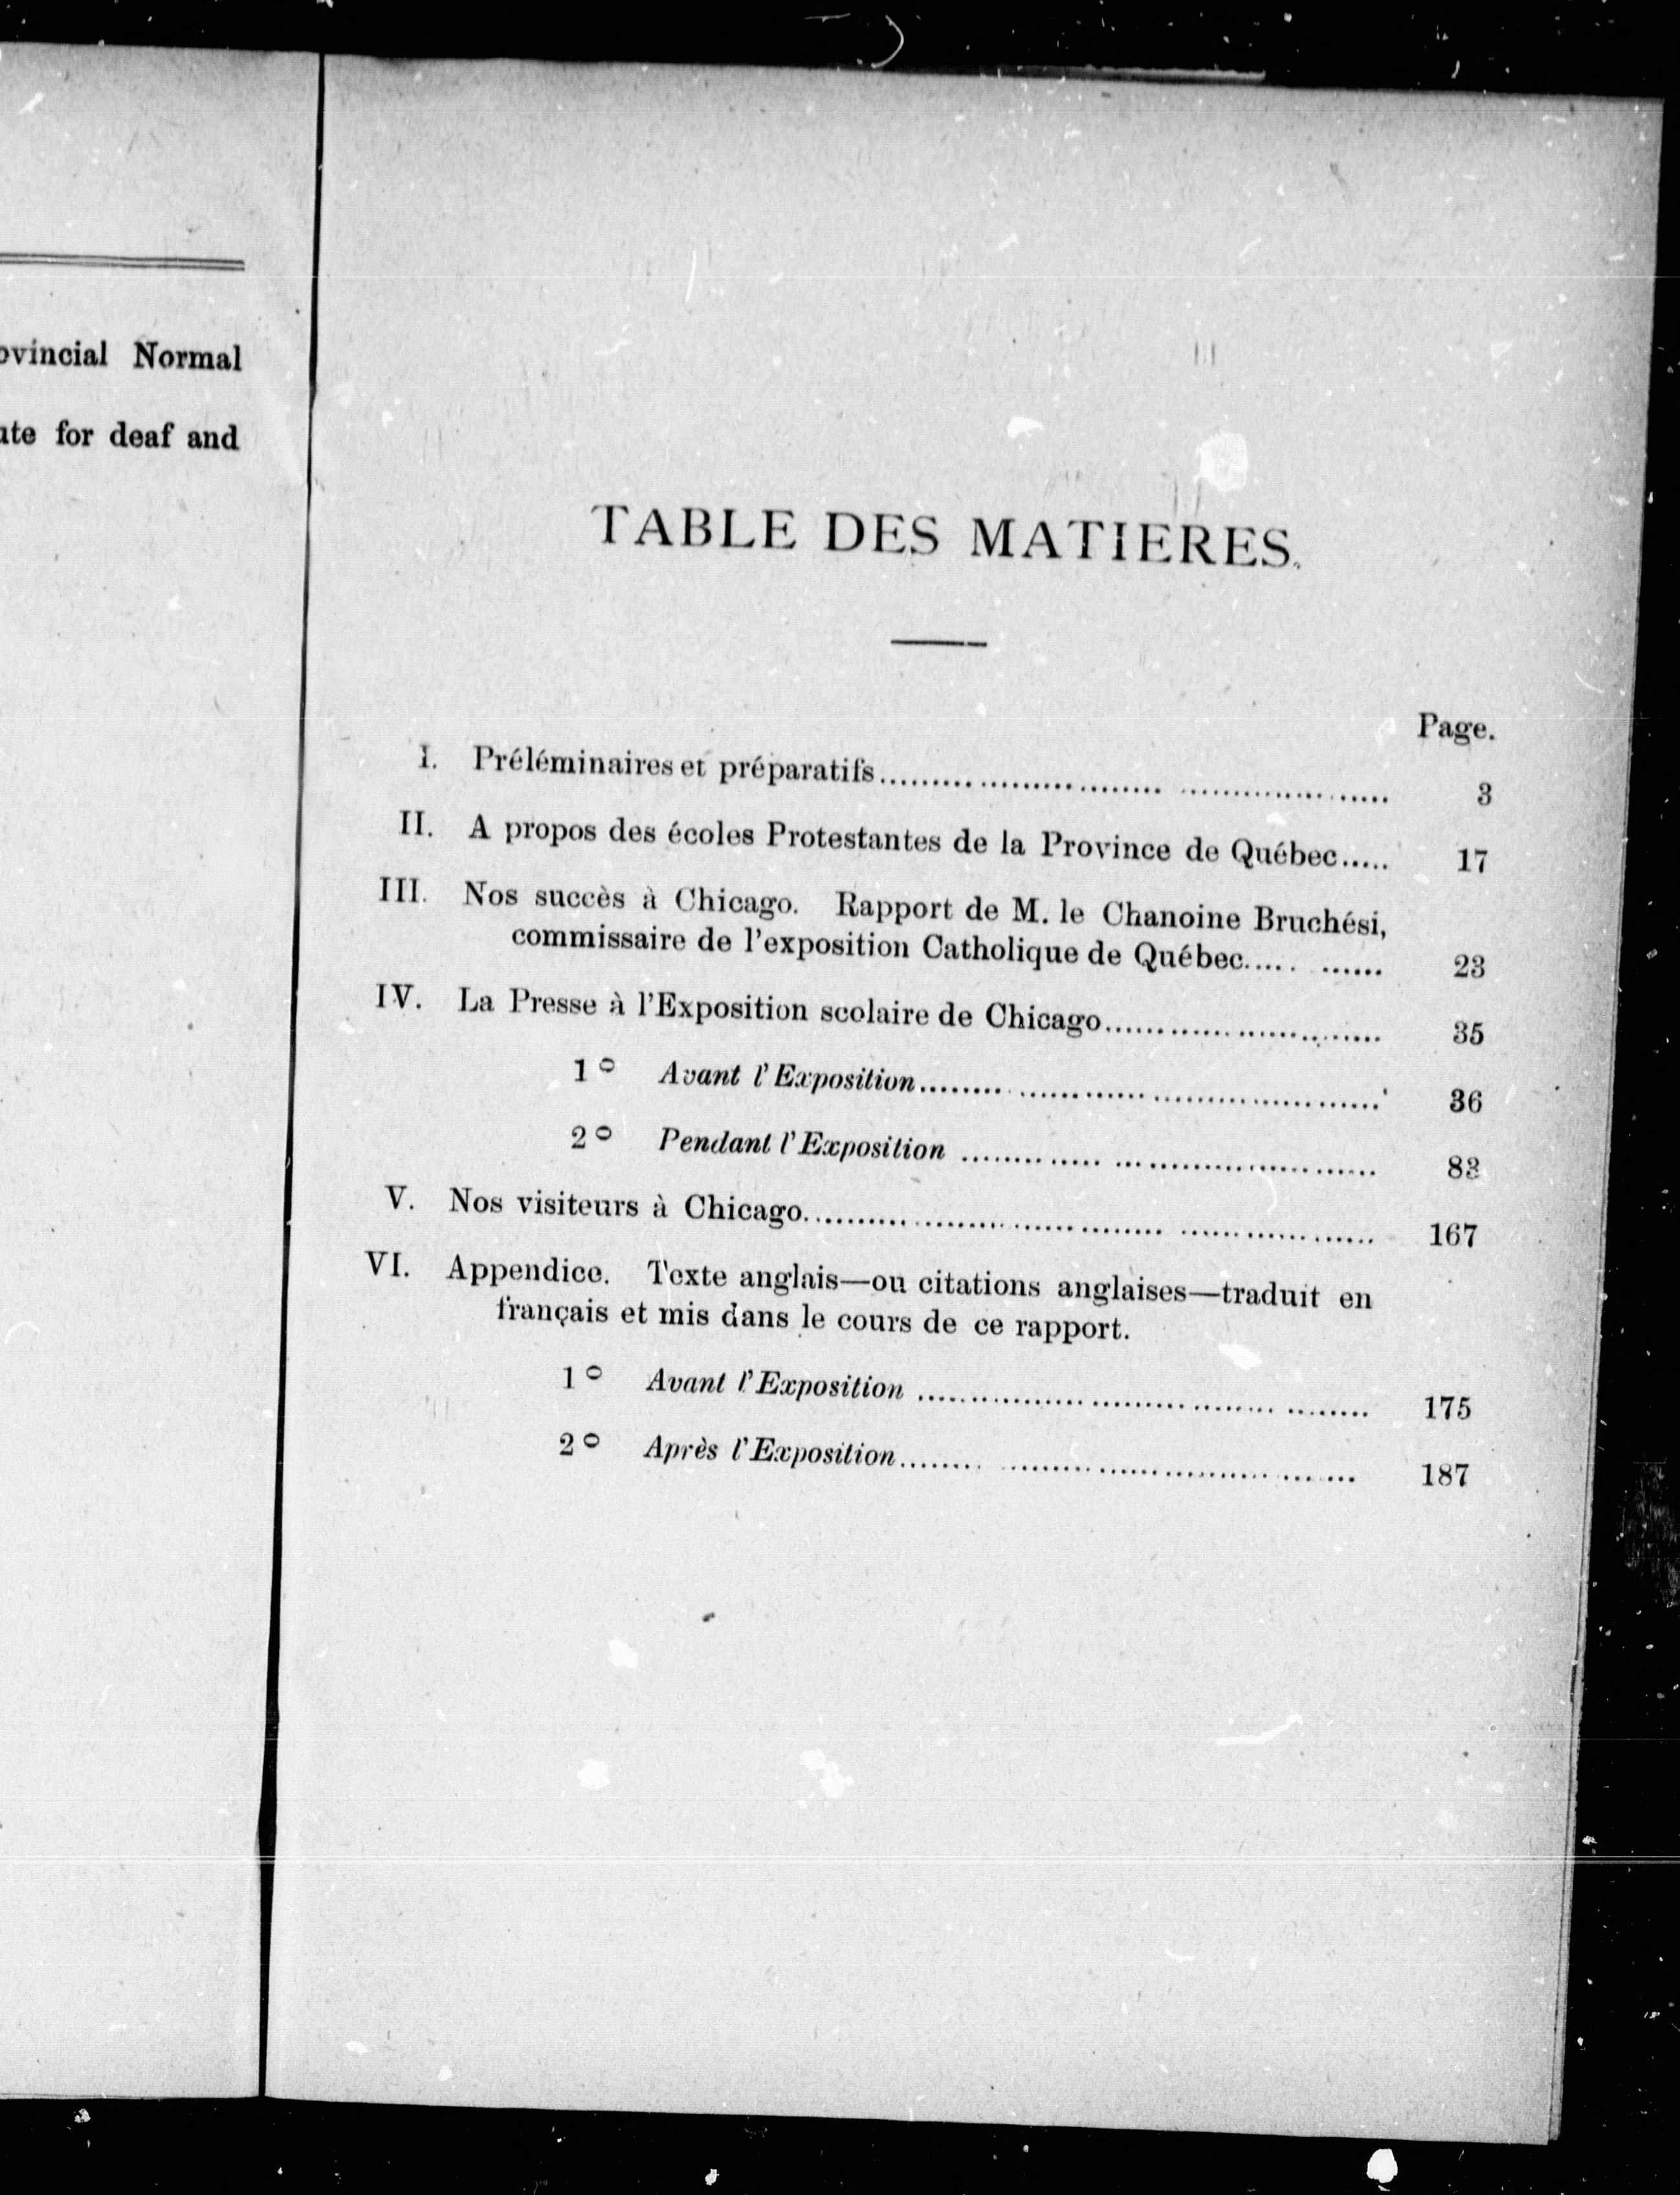 Normal
for deaf and
TABLE DES MATIERES.
Page.
I. Préléminaires et préparatifs........................................ 3
II. A propos des écoles Protestantes de la Province de Québec..... 17
III. Nos succès à Chicago. Rapport de M. le Chanoine Bruchési,
commissaire de l'exposition Catholique de Québec..... ...... 23
IV. La Presse à l'Exposition scolaire de Chicago.......................... 35
1° Avant l'Exposition........................................ 36
2° Pendant l'Exposition ........................................ 83
V. Nos visiteurs à Chicago........................................ 167
VI. Appendice. Texte anglais—ou citations anglaises—traduit en
français et mis dans le cours de ce rapport.
1° Avant l'Exposition ........................................ 175
2° Après l'Exposition........................................ 187